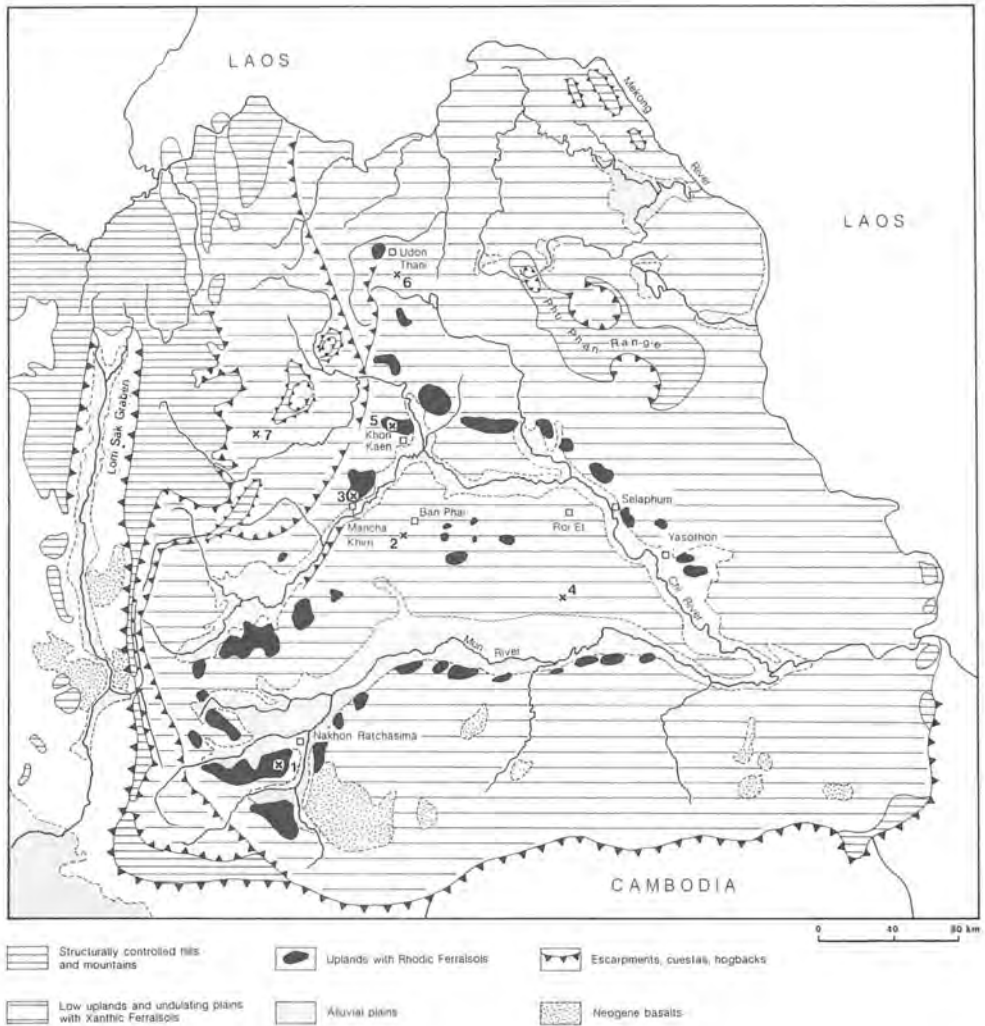 LAOS
Mekong
River
LAOS
Udon
Thani
6
Phu Phan Range
Lom Sak Graben
7
5
Khon
Kaen
3
Mancha
Khiri
Ban Phai
2
Roi Et
Selaphum
Yasothon
4
Chi River
Mun River
Nakhon Ratchasima
1
CAMBODIA
0 40 80 km
Structurally controlled hills
and mountains
Uplands with Rhodic Ferralsols
Escarpments, cuestas, hogbacks
Low uplands and undulating plains
with Xanthic Ferralsols
Alluvial plains
Neogene basalts